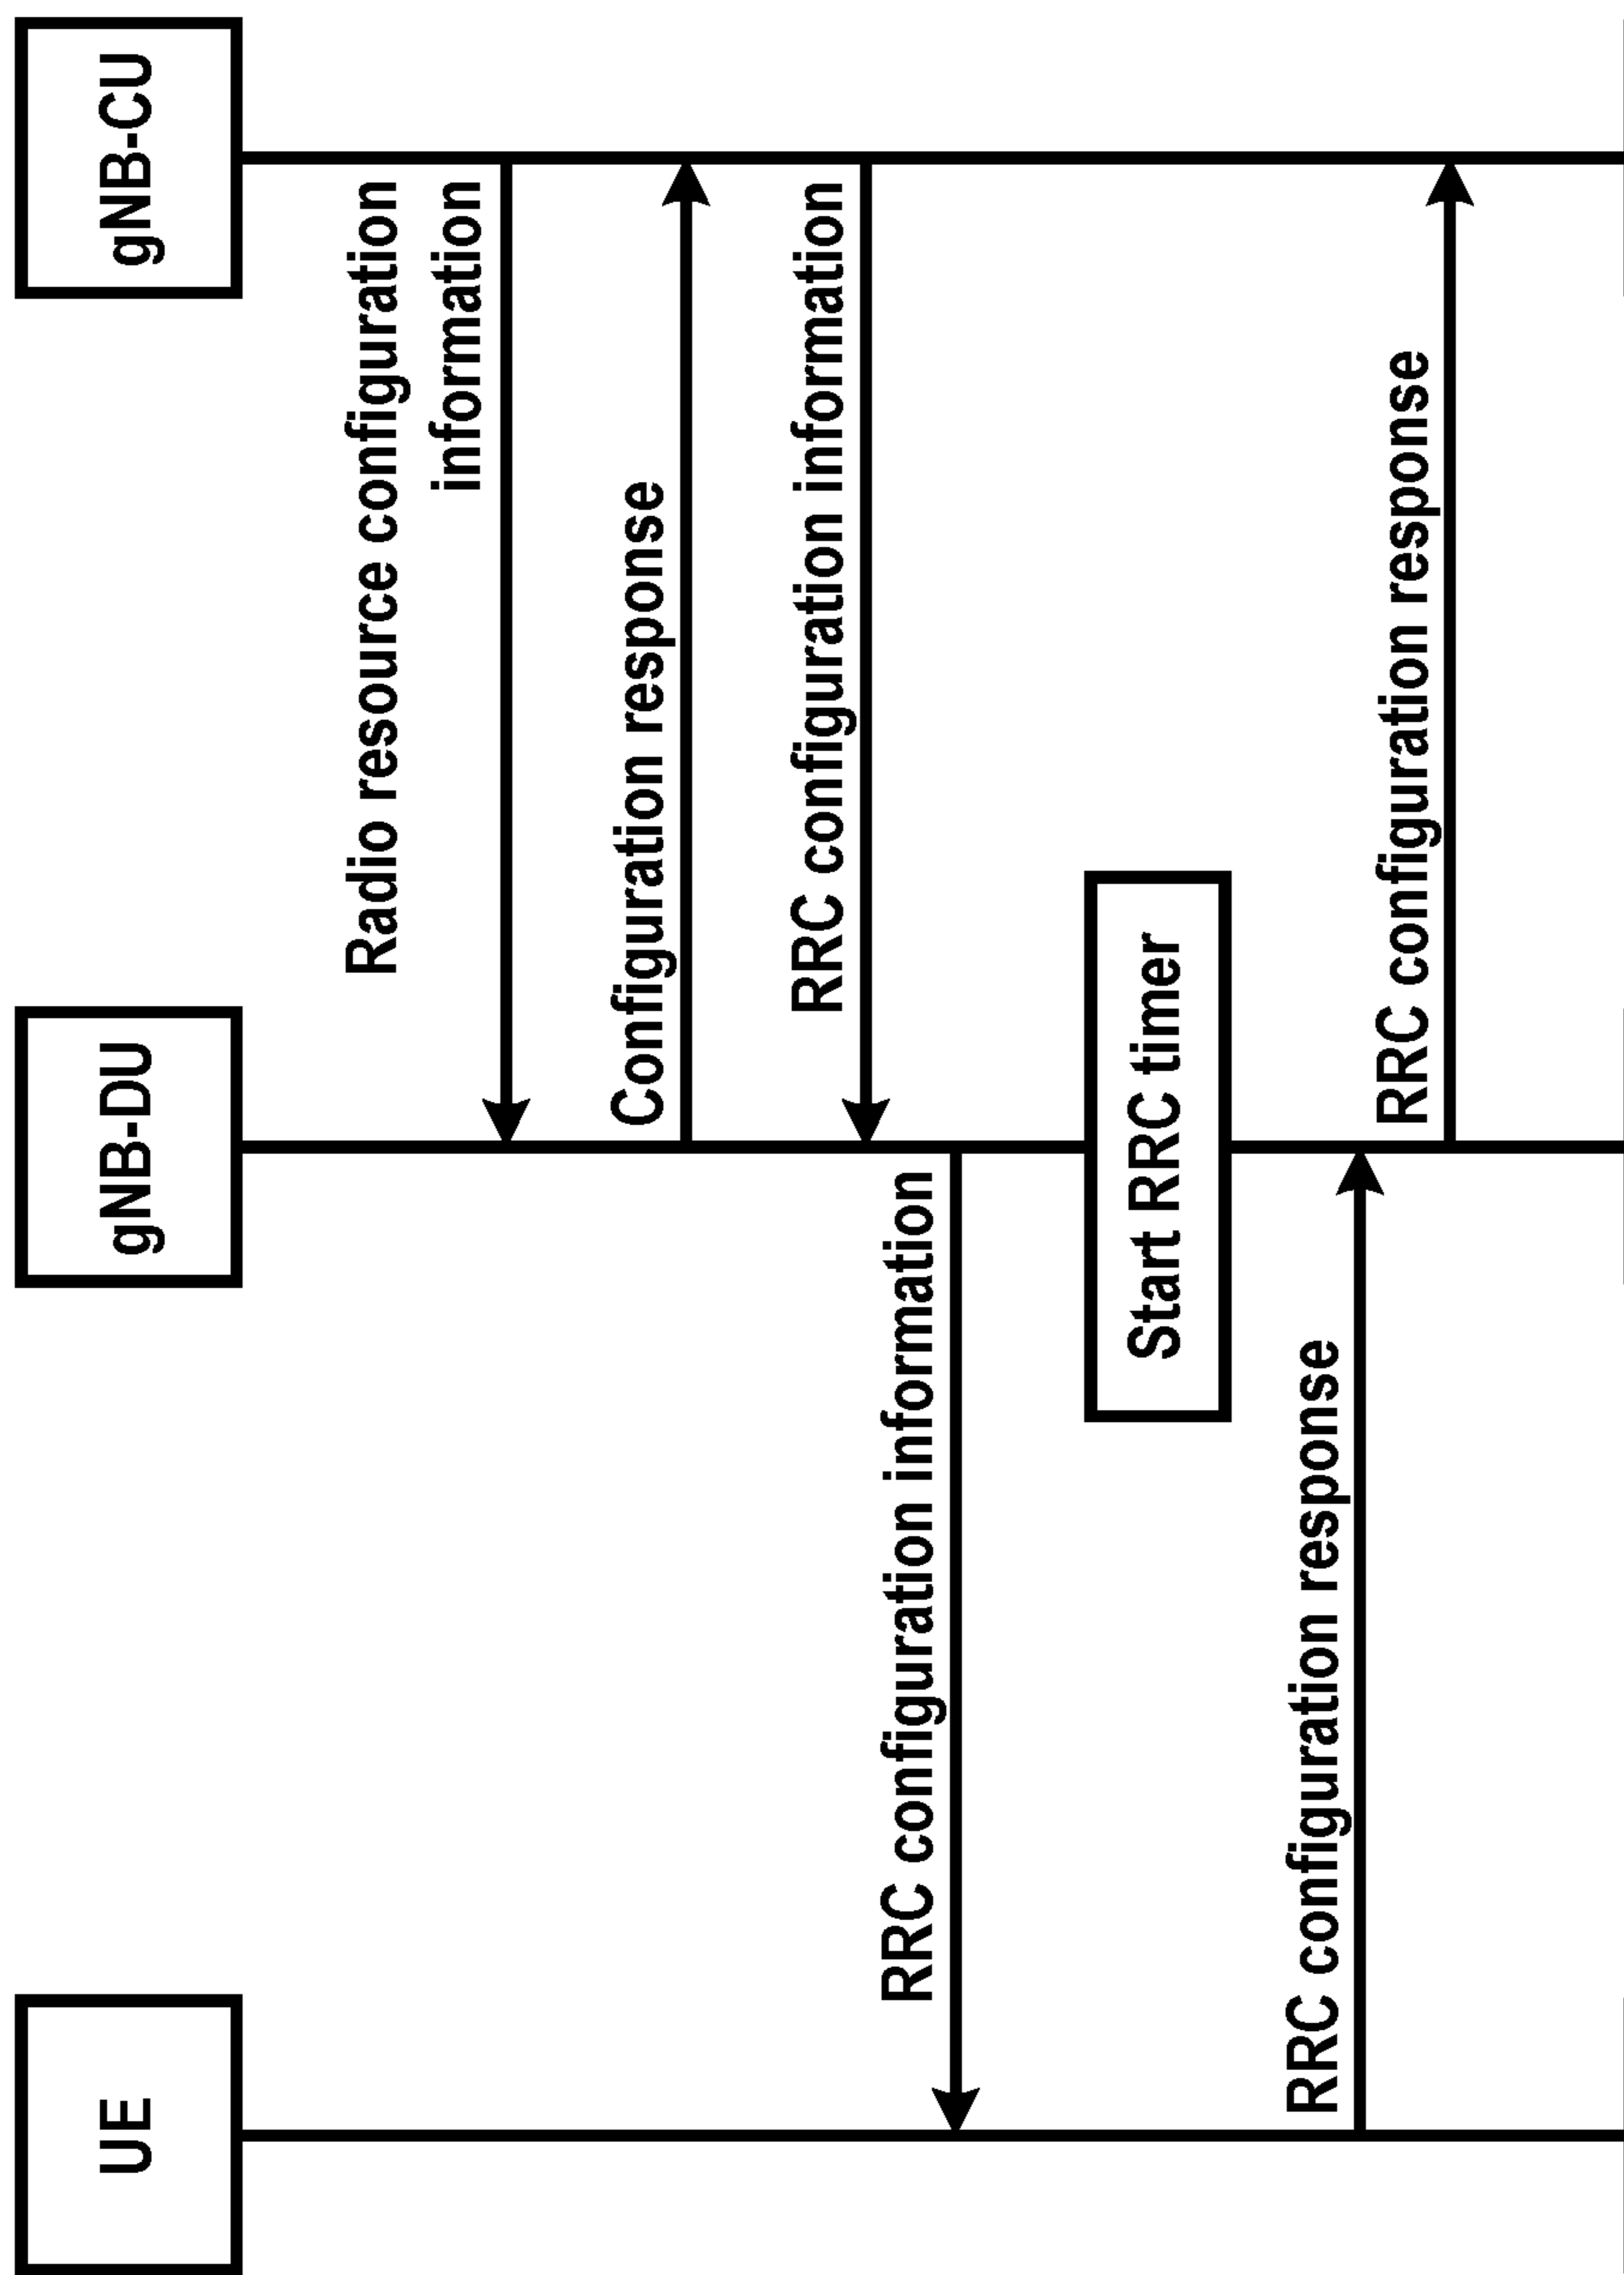 UE
gNB-DU
gNB-CU
Radio resource configuration
information
Configuration response
RRC configuration information
RRC configuration information
Start RRC timer
RRC configuration response
RRC configuration response